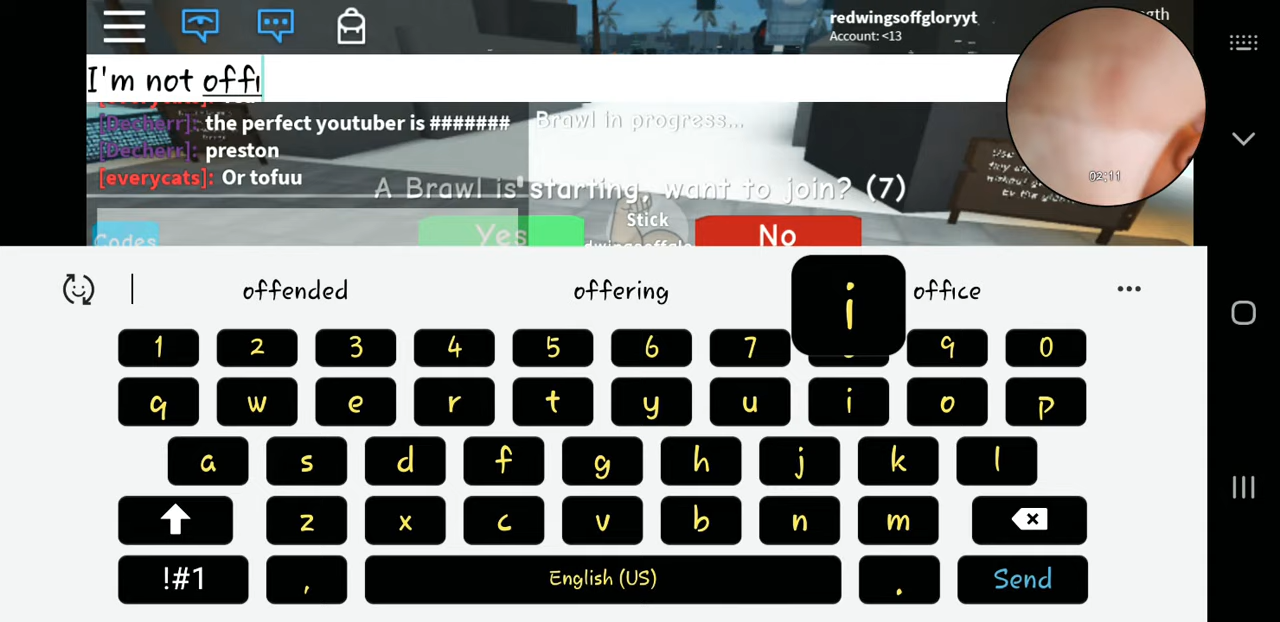 redwingsoffgloryyt
Account: <13
I'm not offi
the perfect youtuber is #######
Brawl in progress...
[Decherr]: preston
[everycats]: Or tofuu
A Brawl is starting, want to join? (7)
Stick
Codes
Yes
No
02:11
offended offering office
i
1 2 3 4 5 6 7 9 0
q w e r t y u i o p
a s d f g h j k l
z x c v b n m
!#1 , English (US) . Send